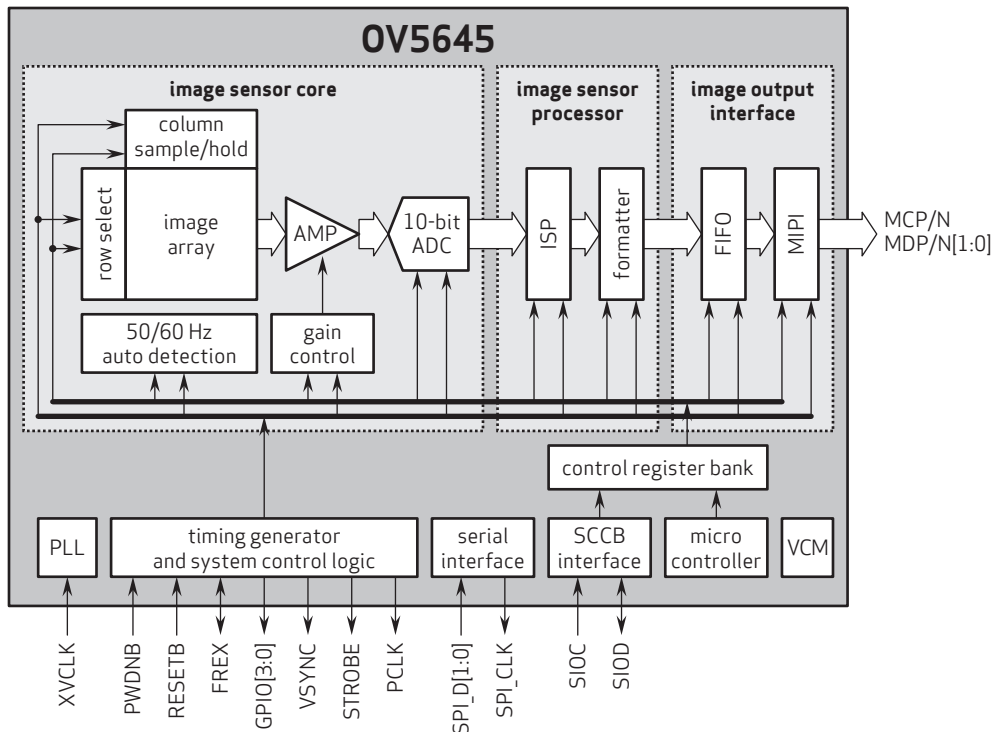 OV5645
image sensor core
image sensor
processor
image output
interface
column
sample/hold
row select
image
array
AMP
10-bit
ADC
ISP
formatter
FIFO
MIPI
MCP/N
MDP/N[1:0]
50/60 Hz
auto detection
gain
control
control register bank
PLL
timing generator
and system control logic
serial
interface
SCCB
interface
micro
controller
VCM
XVCLK
PWDNB
RESETB
FREX
GPIO[3:0]
VSYNC
STROBE
PCLK
SPI_D[1:0]
SPI_CLK
SIOC
SIOD